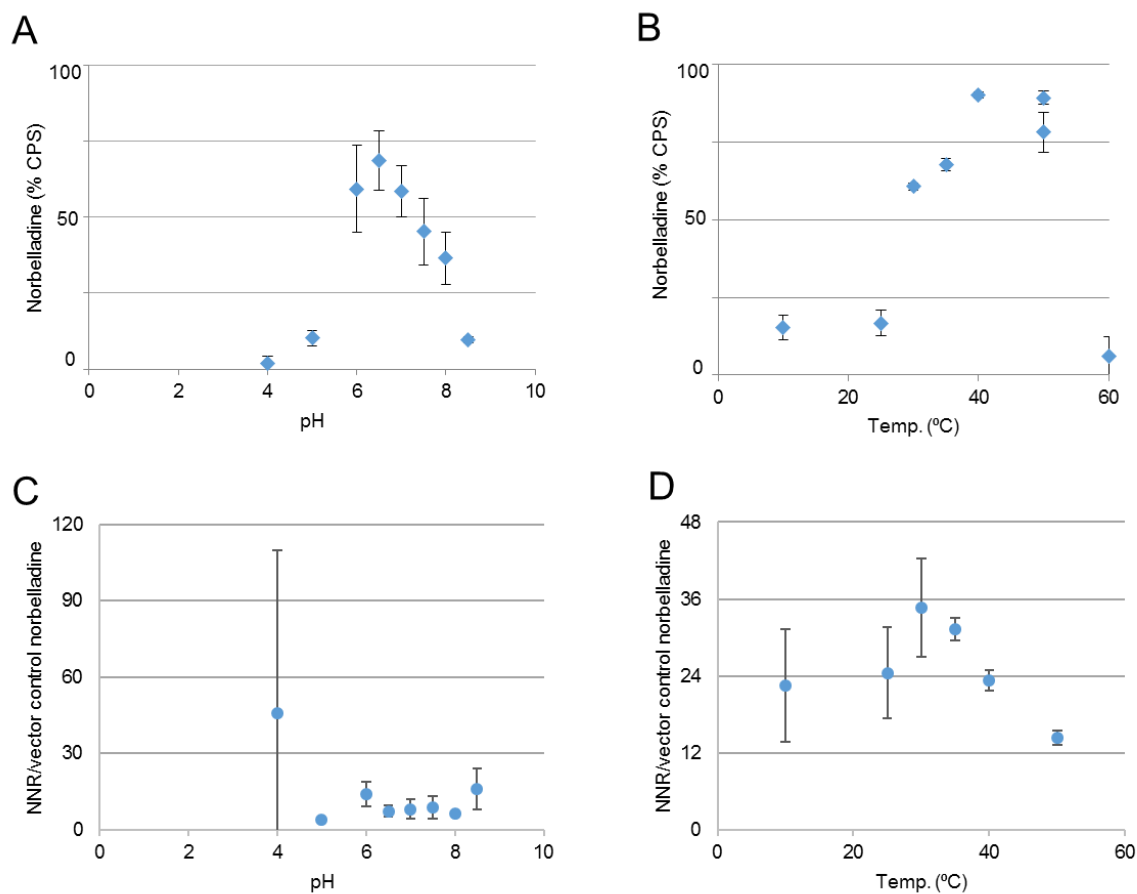 A
Norbelladine (% CPS)
100
50
0
0 2 4 6 8 10
pH
B
Norbelladine (% CPS)
100
50
0
0 20 40 60
Temp. (ºC)
C
NNR/vector control norbelladine
120
90
60
30
0
0 2 4 6 8 10
pH
D
NNR/vector control norbelladine
48
36
24
12
0
0 20 40 60
Temp. (ºC)